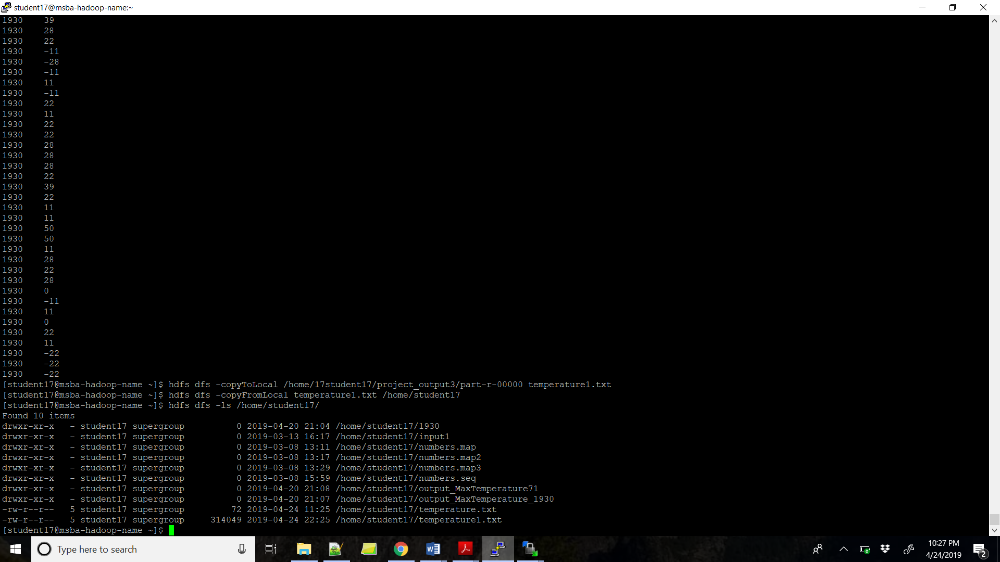 student17@msba-hadoop-name:~
1930    39
1930    28
1930    22
1930    -11
1930    -28
1930    -11
1930    11
1930    -11
1930    22
1930    11
1930    22
1930    22
1930    28
1930    28
1930    28
1930    22
1930    39
1930    22
1930    11
1930    11
1930    50
1930    50
1930    11
1930    28
1930    22
1930    28
1930    0
1930    -11
1930    11
1930    0
1930    22
1930    11
1930    -22
1930    -22
1930    -22
[student17@msba-hadoop-name ~]$ hdfs dfs -copyToLocal /home/17student17/project_output3/part-r-00000 temperature1.txt
[student17@msba-hadoop-name ~]$ hdfs dfs -copyFromLocal temperature1.txt /home/student17
[student17@msba-hadoop-name ~]$ hdfs dfs -ls /home/student17/
Found 10 items
drwxr-xr-x   - student17 supergroup          0 2019-04-20 21:04 /home/student17/1930
drwxr-xr-x   - student17 supergroup          0 2019-03-13 16:17 /home/student17/input1
drwxr-xr-x   - student17 supergroup          0 2019-03-08 13:11 /home/student17/numbers.map
drwxr-xr-x   - student17 supergroup          0 2019-03-08 13:17 /home/student17/numbers.map2
drwxr-xr-x   - student17 supergroup          0 2019-03-08 13:29 /home/student17/numbers.map3
drwxr-xr-x   - student17 supergroup          0 2019-03-08 15:59 /home/student17/numbers.seq
drwxr-xr-x   - student17 supergroup          0 2019-04-20 21:08 /home/student17/output_MaxTemperature71
drwxr-xr-x   - student17 supergroup          0 2019-04-20 21:07 /home/student17/output_MaxTemperature_1930
-rw-r--r--   5 student17 supergroup         72 2019-04-24 11:25 /home/student17/temperature.txt
-rw-r--r--   5 student17 supergroup     314049 2019-04-24 22:25 /home/student17/temperature1.txt
[student17@msba-hadoop-name ~]$
Type here to search
10:27 PM
4/24/2019
2